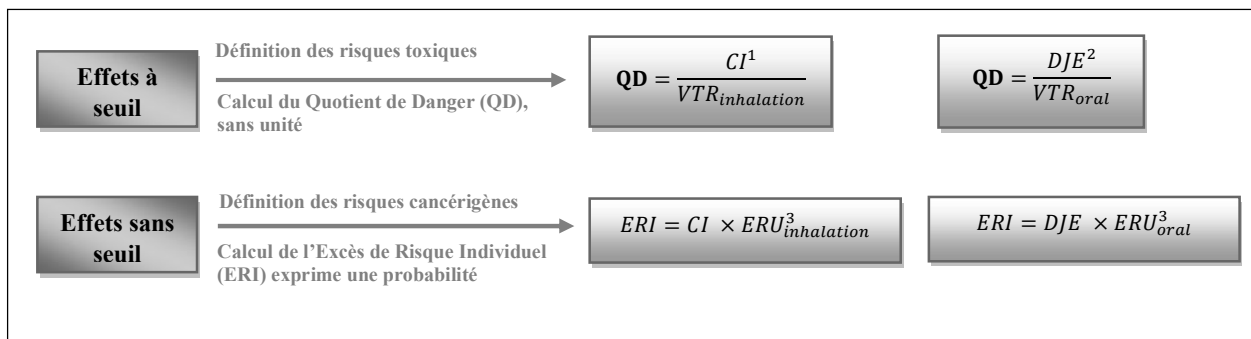 Effets à
seuil
Définition des risques toxiques
Calcul du Quotient de Danger (QD),
sans unité
QD = CI¹ / VTR_inhalation
QD = DJE² / VTR_oral
Effets sans
seuil
Définition des risques cancérigènes
Calcul de l'Excès de Risque Individuel
(ERI) exprime une probabilité
ERI = CI × ERU³_inhalation
ERI = DJE × ERU³_oral